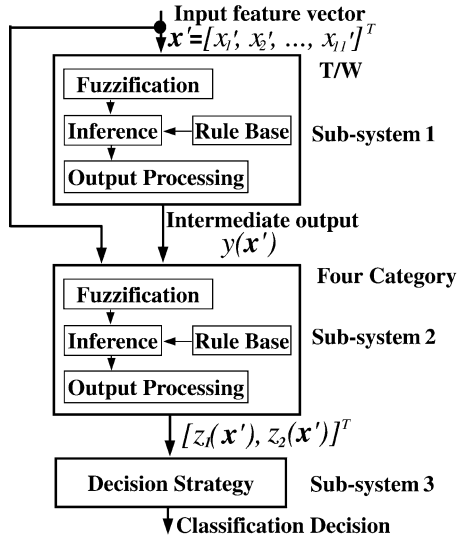 Input feature vector
x'=[x₁', x₂', ..., x₁₁']ᵀ
T/W
Fuzzification
Inference
Rule Base
Sub-system 1
Output Processing
Intermediate output
y(x')
Four Category
Fuzzification
Inference
Rule Base
Sub-system 2
Output Processing
[z₁(x'), z₂(x')]ᵀ
Decision Strategy
Sub-system 3
Classification Decision